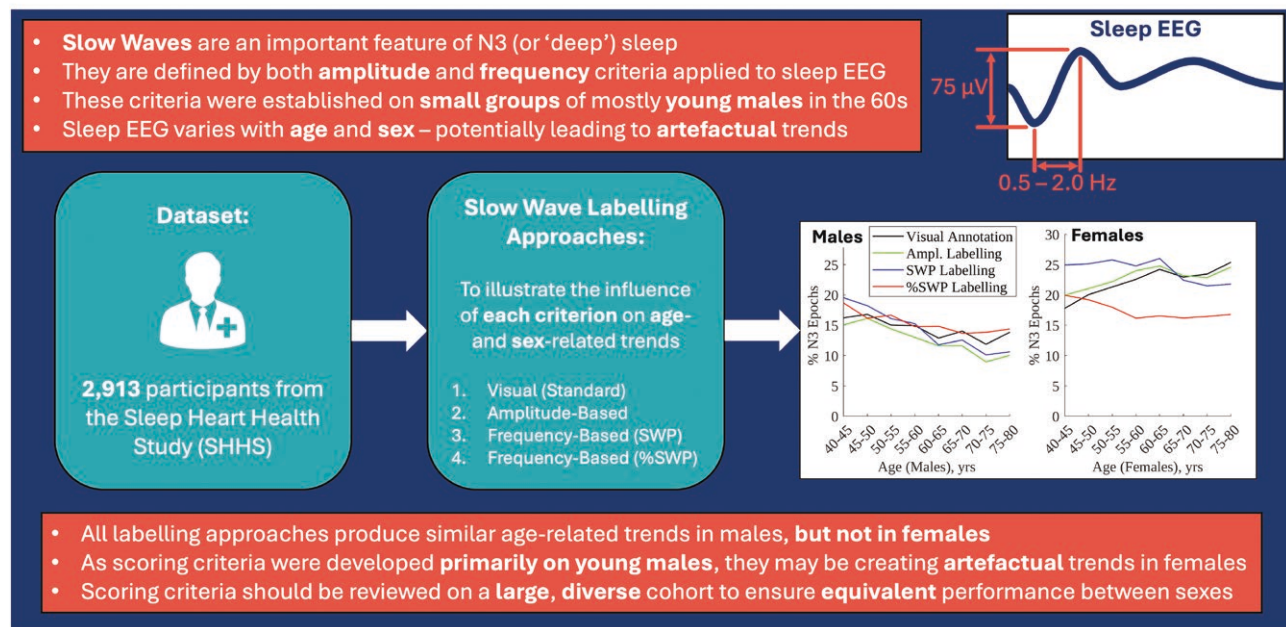 • Slow Waves are an important feature of N3 (or ‘deep’) sleep
• They are defined by both amplitude and frequency criteria applied to sleep EEG
• These criteria were established on small groups of mostly young males in the 60s
• Sleep EEG varies with age and sex – potentially leading to artefactual trends
Sleep EEG
75 µV
0.5 – 2.0 Hz
Dataset:
2,913 participants from
the Sleep Heart Health
Study (SHHS)
Slow Wave Labelling
Approaches:
To illustrate the influence
of each criterion on age-
and sex-related trends
1. Visual (Standard)
2. Amplitude-Based
3. Frequency-Based (SWP)
4. Frequency-Based (%SWP)
Males
Visual Annotation
Ampl. Labelling
SWP Labelling
%SWP Labelling
% N3 Epochs
25
20
15
10
5
0
40-45
45-50
50-55
55-60
60-65
65-70
70-75
75-80
Age (Males), yrs
Females
% N3 Epochs
30
25
20
15
10
5
0
40-45
45-50
50-55
55-60
60-65
65-70
70-75
75-80
Age (Females), yrs
• All labelling approaches produce similar age-related trends in males, but not in females
• As scoring criteria were developed primarily on young males, they may be creating artefactual trends in females
• Scoring criteria should be reviewed on a large, diverse cohort to ensure equivalent performance between sexes